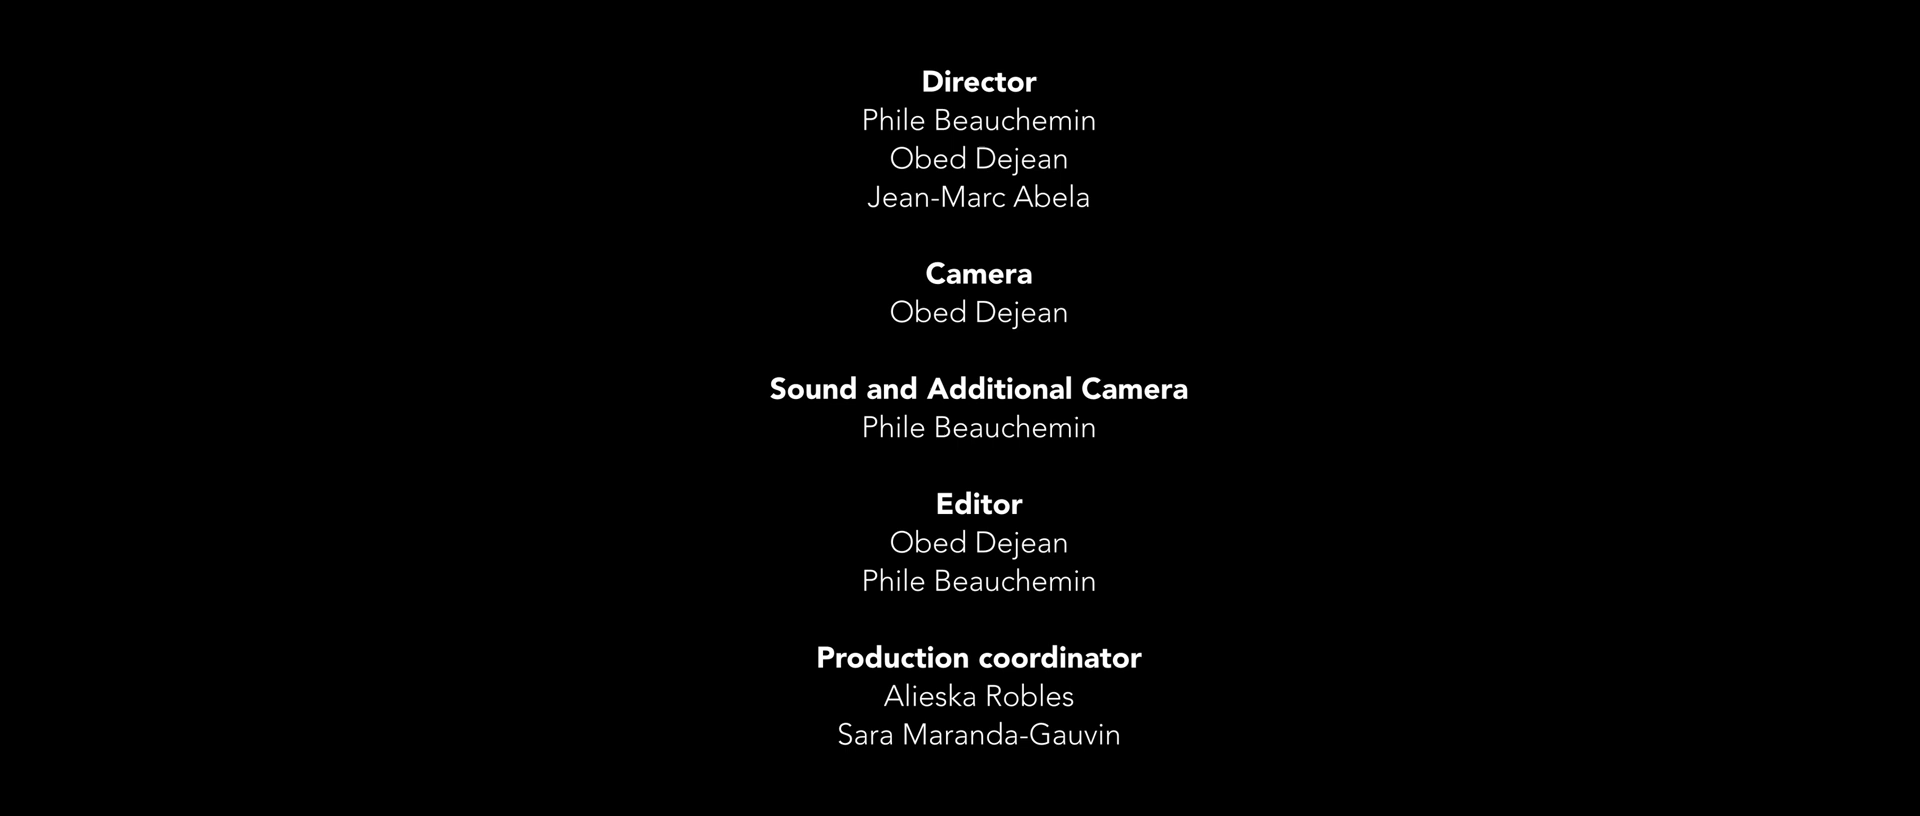 Director
Phile Beauchemin
Obed Dejean
Jean-Marc Abela
Camera
Obed Dejean
Sound and Additional Camera
Phile Beauchemin
Editor
Obed Dejean
Phile Beauchemin
Production coordinator
Alieska Robles
Sara Maranda-Gauvin